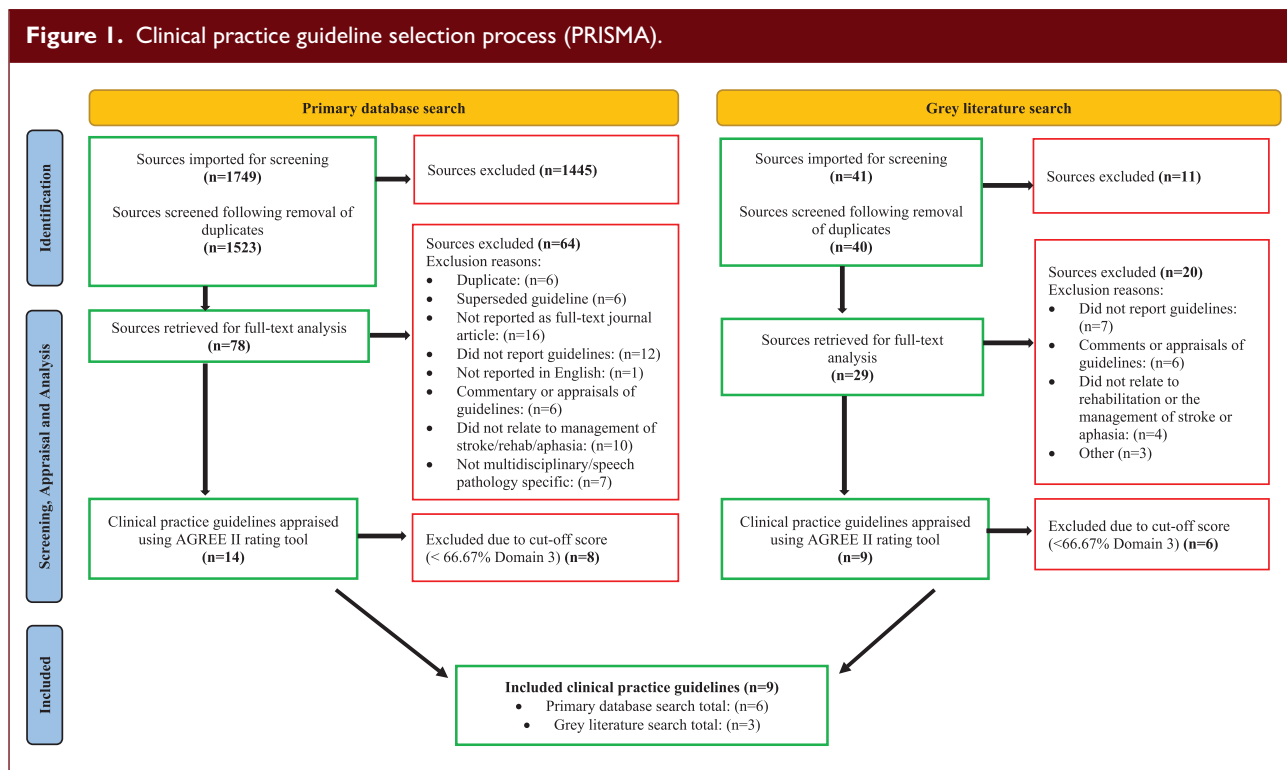 Figure 1. Clinical practice guideline selection process (PRISMA).
Primary database search
Grey literature search
Identification
Sources imported for screening
(n=1749)
Sources screened following removal of
duplicates
(n=1523)
Sources excluded (n=1445)
Sources imported for screening
(n=41)
Sources screened following removal
of duplicates
(n=40)
Sources excluded (n=11)
Screening, Appraisal and Analysis
Sources retrieved for full-text analysis
(n=78)
Sources excluded (n=64)
Exclusion reasons:
• Duplicate: (n=6)
• Superseded guideline (n=6)
• Not reported as full-text journal
article: (n=16)
• Did not report guidelines: (n=12)
• Not reported in English: (n=1)
• Commentary or appraisals of
guidelines: (n=6)
• Did not relate to management of
stroke/rehab/aphasia: (n=10)
• Not multidisciplinary/speech
pathology specific: (n=7)
Sources retrieved for full-text
analysis
(n=29)
Sources excluded (n=20)
Exclusion reasons:
• Did not report guidelines:
(n=7)
• Comments or appraisals of
guidelines: (n=6)
• Did not relate to
rehabilitation or the
management of stroke or
aphasia: (n=4)
• Other (n=3)
Clinical practice guidelines appraised
using AGREE II rating tool
(n=14)
Excluded due to cut-off score
(< 66.67% Domain 3) (n=8)
Clinical practice guidelines appraised
using AGREE II rating tool
(n=9)
Excluded due to cut-off score
(<66.67% Domain 3) (n=6)
Included
Included clinical practice guidelines (n=9)
• Primary database search total: (n=6)
• Grey literature search total: (n=3)